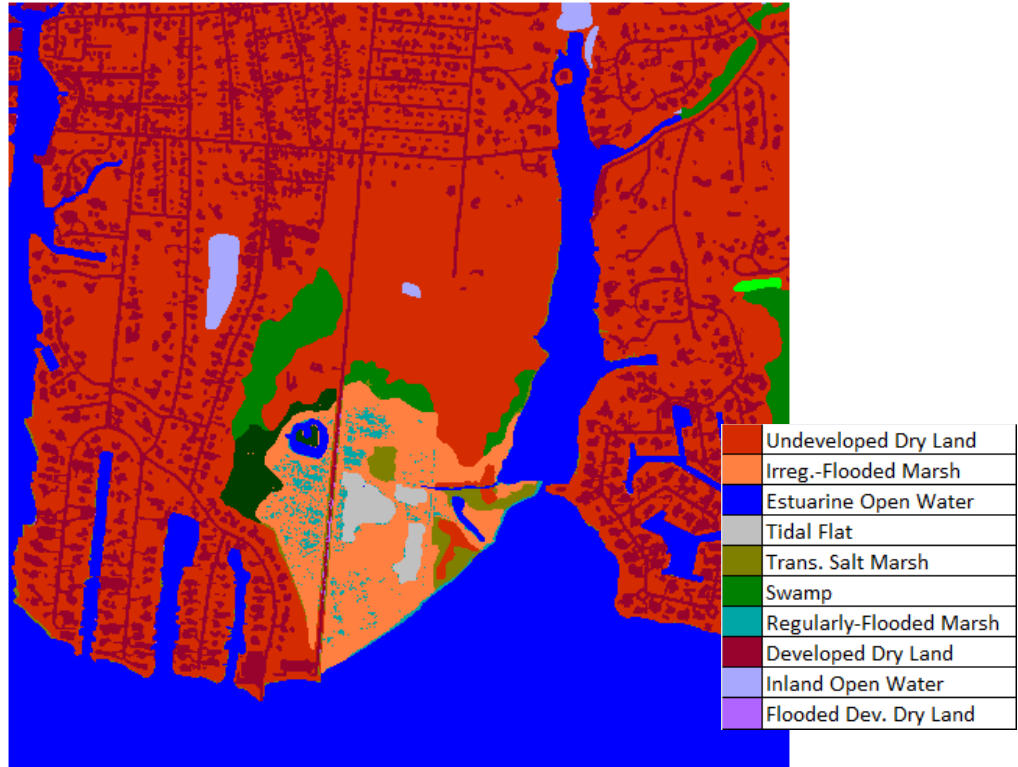 Undeveloped Dry Land
Irreg.-Flooded Marsh
Estuarine Open Water
Tidal Flat
Trans. Salt Marsh
Swamp
Regularly-Flooded Marsh
Developed Dry Land
Inland Open Water
Flooded Dev. Dry Land